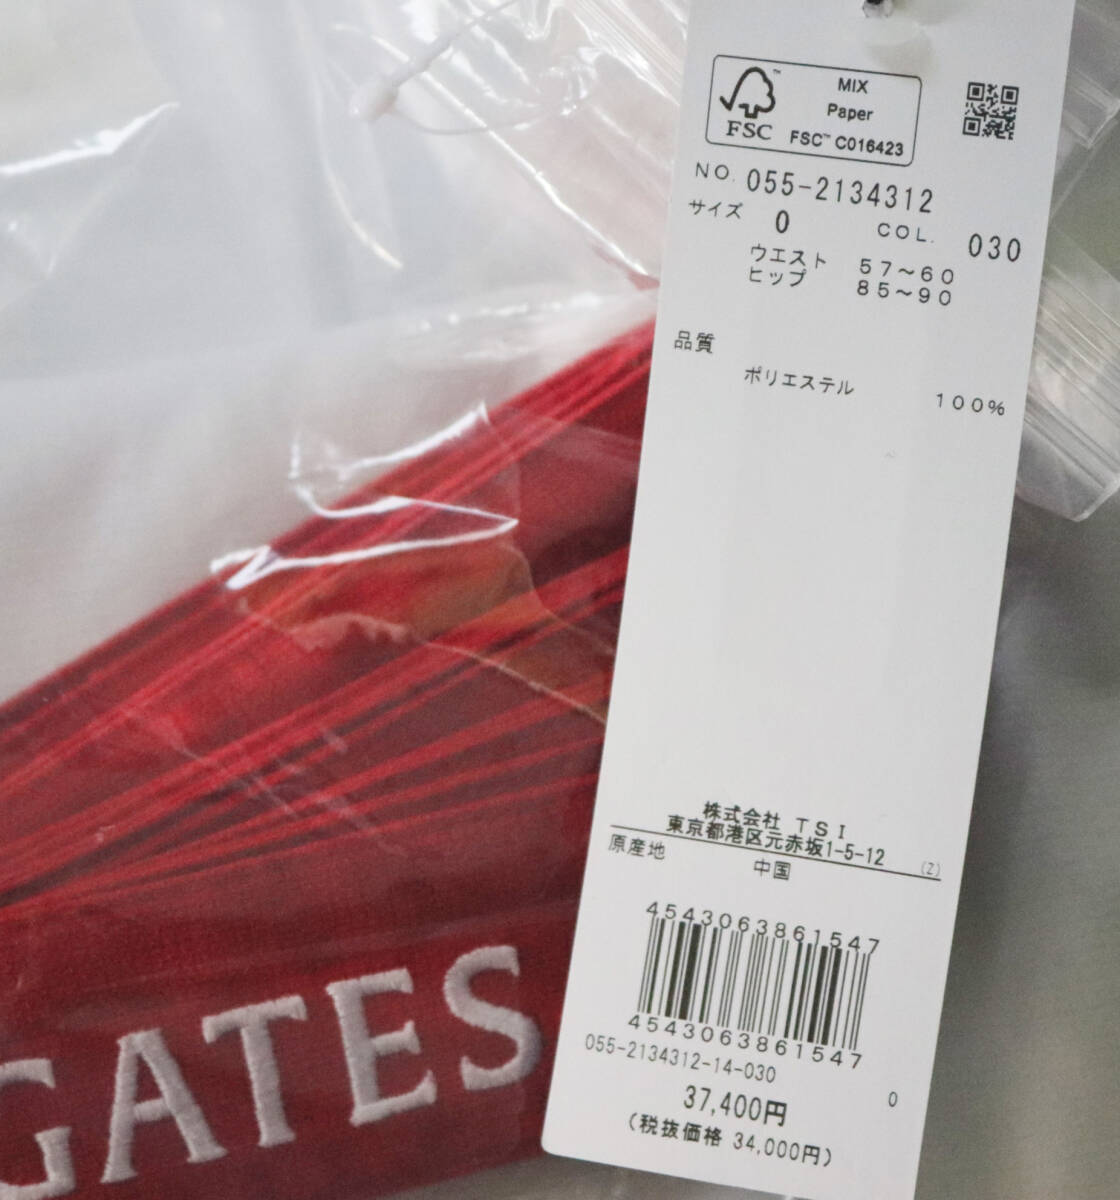 MIX
Paper
FSC™ C016423
FSC
NO. 055-2134312
サイズ 0 COL. 030
ウエスト 57～60
ヒップ 85～90
品質
ポリエステル 100%
株式会社 TSI
東京都港区元赤坂1-5-12 (Z)
原産地 中国
4543063861547
4543063861547
055-2134312-14-030
0
37,400円
(税抜価格 34,000円)
GATES